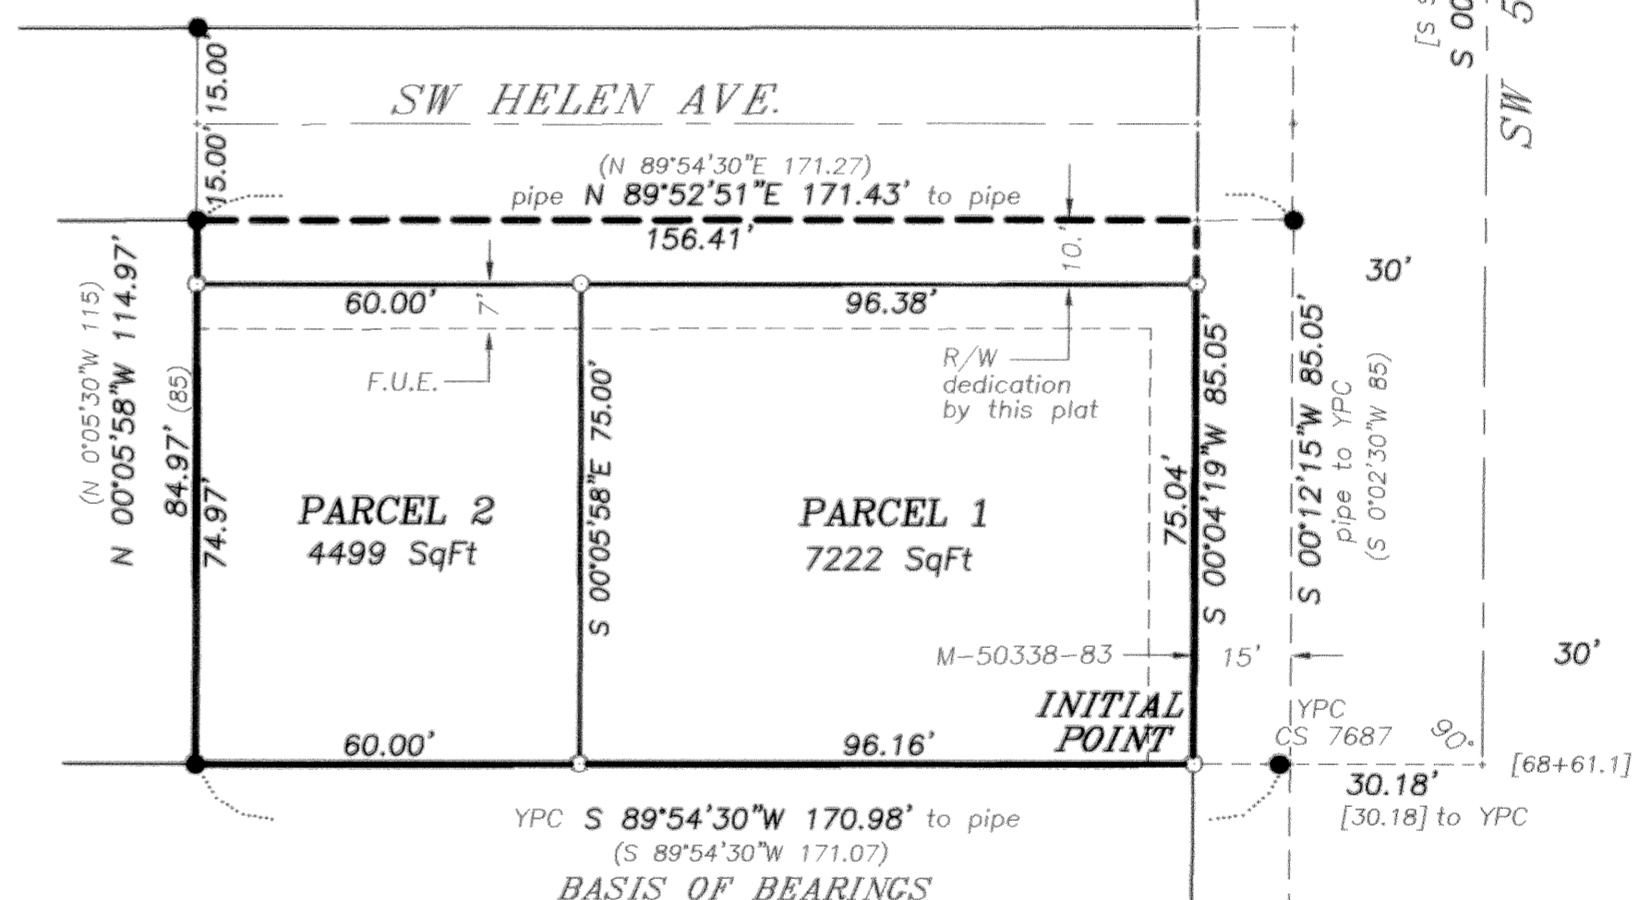 [S S
S 00
SW 5
15.00' 15.00'
SW HELEN AVE.
(N 89°54'30"E 171.27)
pipe N 89°52'51"E 171.43' to pipe
156.41'
10.'
30'
(N 0°05'30"W 115)
N 00°05'58"W 114.97'
84.97' (85)
74.97'
60.00'
7'
96.38'
F.U.E.
R/W
dedication
by this plat
S 00°05'58"E 75.00'
75.04'
S 00°04'19"W 85.05'
S 00°12'15"W 85.05'
pipe to YPC
(S 0°02'30"W 85)
PARCEL 2
4499 SqFt
PARCEL 1
7222 SqFt
M-50338-83
15'
30'
INITIAL
POINT
YPC
CS 7687
90°
60.00'
96.16'
[68+61.1]
30.18'
[30.18] to YPC
YPC S 89°54'30"W 170.98' to pipe
(S 89°54'30"W 171.07)
BASIS OF BEARINGS